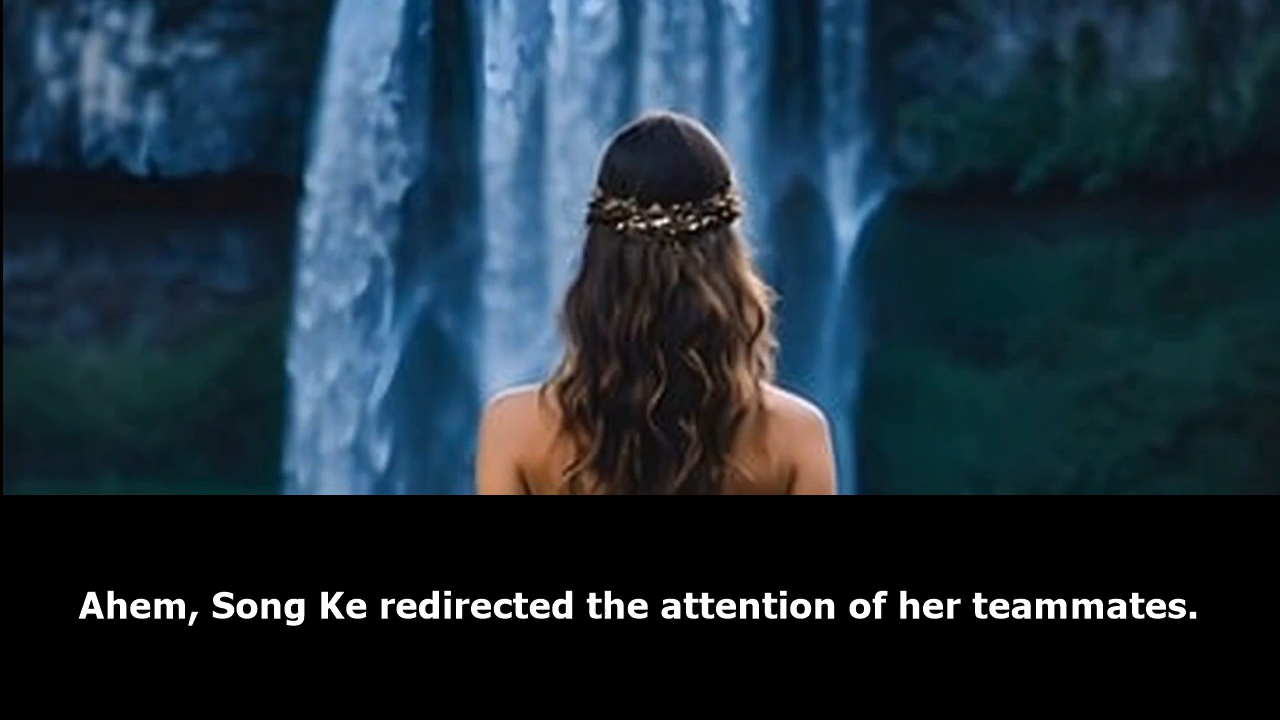 Ahem, Song Ke redirected the attention of her teammates.